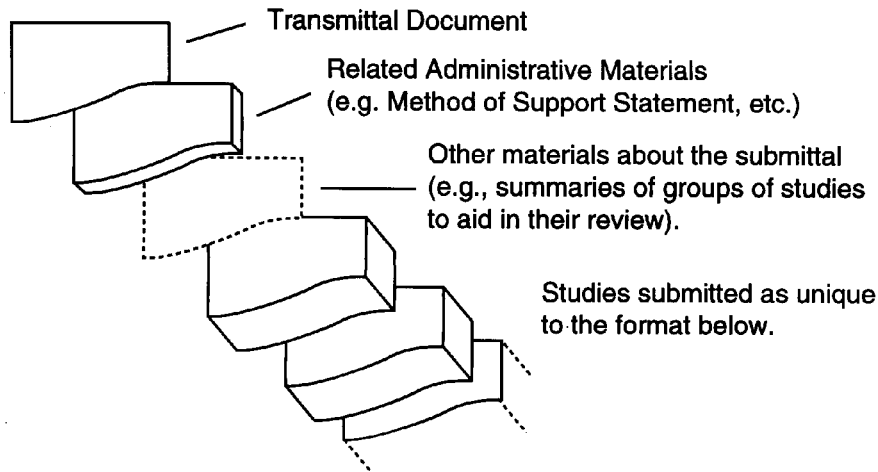 Transmittal Document
Related Administrative Materials
(e.g. Method of Support Statement, etc.)
Other materials about the submittal
(e.g., summaries of groups of studies
to aid in their review).
Studies submitted as unique
to the format below.